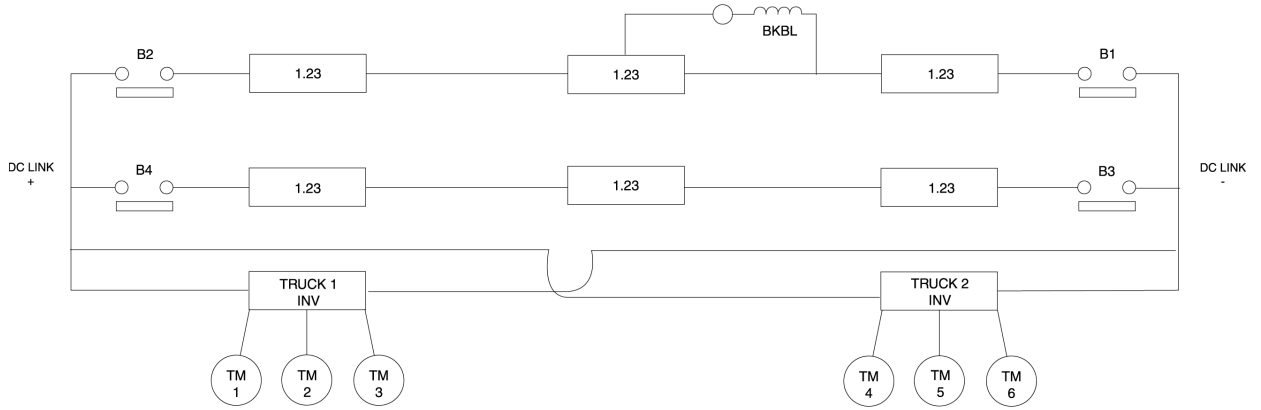 BKBL
B2
1.23
1.23
1.23
B1
DC LINK
+
B4
1.23
1.23
1.23
B3
DC LINK
-
TRUCK 1
INV
TRUCK 2
INV
TM
1
TM
2
TM
3
TM
4
TM
5
TM
6